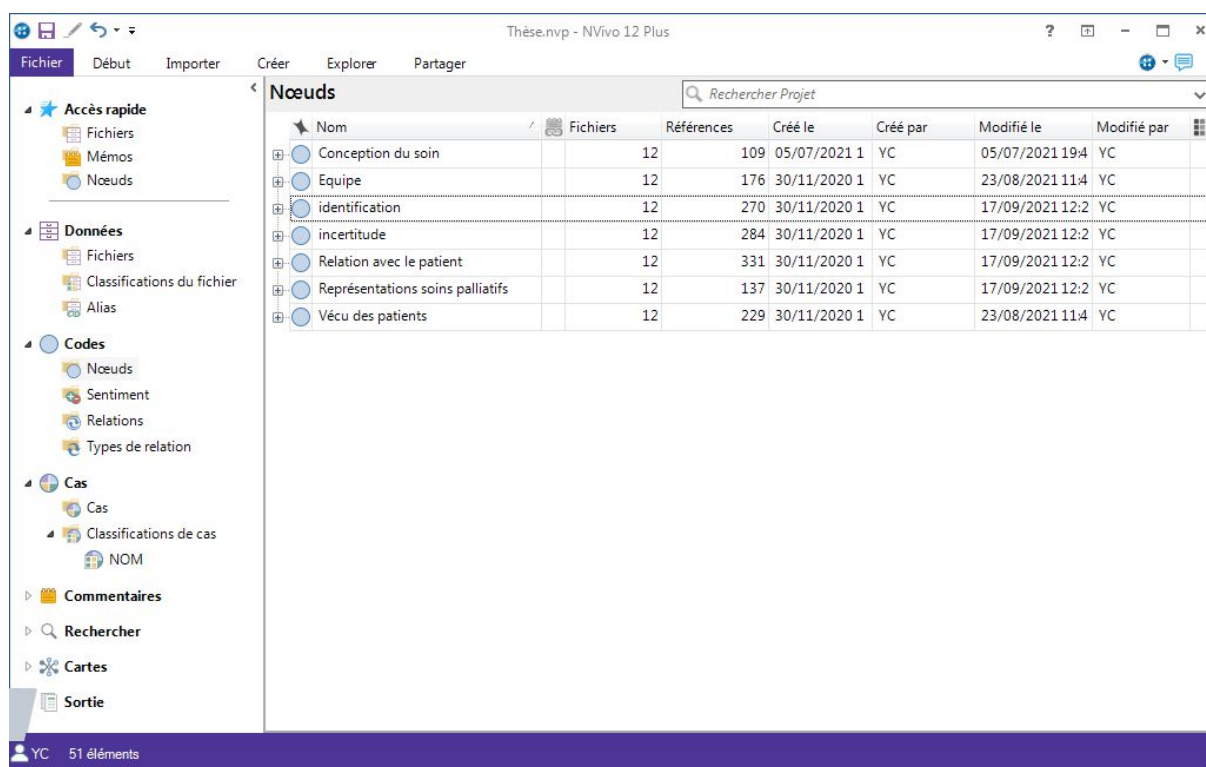 Thèse.nvp - NVivo 12 Plus
?
Fichier Début Importer Créer Explorer Partager
Accès rapide
Fichiers
Mémos
Nœuds
Données
Fichiers
Classifications du fichier
Alias
Codes
Nœuds
Sentiment
Relations
Types de relation
Cas
Cas
Classifications de cas
NOM
Commentaires
Rechercher
Cartes
Sortie
Nœuds
Rechercher Projet
Nom Fichiers Références Créé le Créé par Modifié le Modifié par
Conception du soin 12 109 05/07/2021 1 YC 05/07/2021 19:4 YC
Equipe 12 176 30/11/2020 1 YC 23/08/2021 11:4 YC
identification 12 270 30/11/2020 1 YC 17/09/2021 12:2 YC
incertitude 12 284 30/11/2020 1 YC 17/09/2021 12:2 YC
Relation avec le patient 12 331 30/11/2020 1 YC 17/09/2021 12:2 YC
Représentations soins palliatifs 12 137 30/11/2020 1 YC 17/09/2021 12:2 YC
Vécu des patients 12 229 30/11/2020 1 YC 23/08/2021 11:4 YC
YC 51 éléments